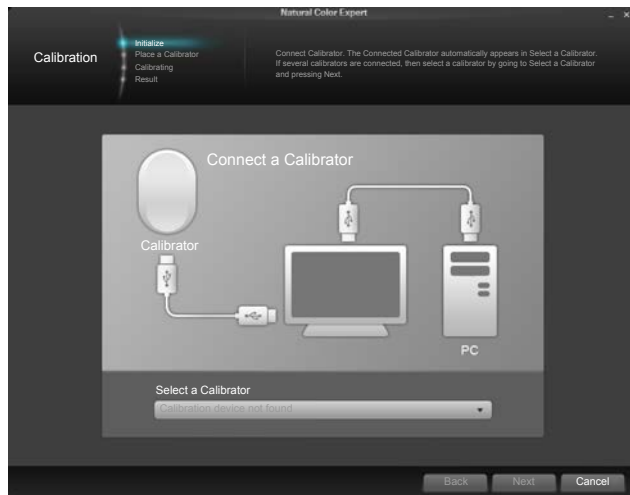 Natural Color Expert
Calibration
Initialize
Place a Calibrator
Calibrating
Result
Connect Calibrator. The Connected Calibrator automatically appears in Select a Calibrator.
If several calibrators are connected, then select a calibrator by going to Select a Calibrator
and pressing Next.
Connect a Calibrator
Calibrator
PC
Select a Calibrator
Calibration device not found
Back
Next
Cancel